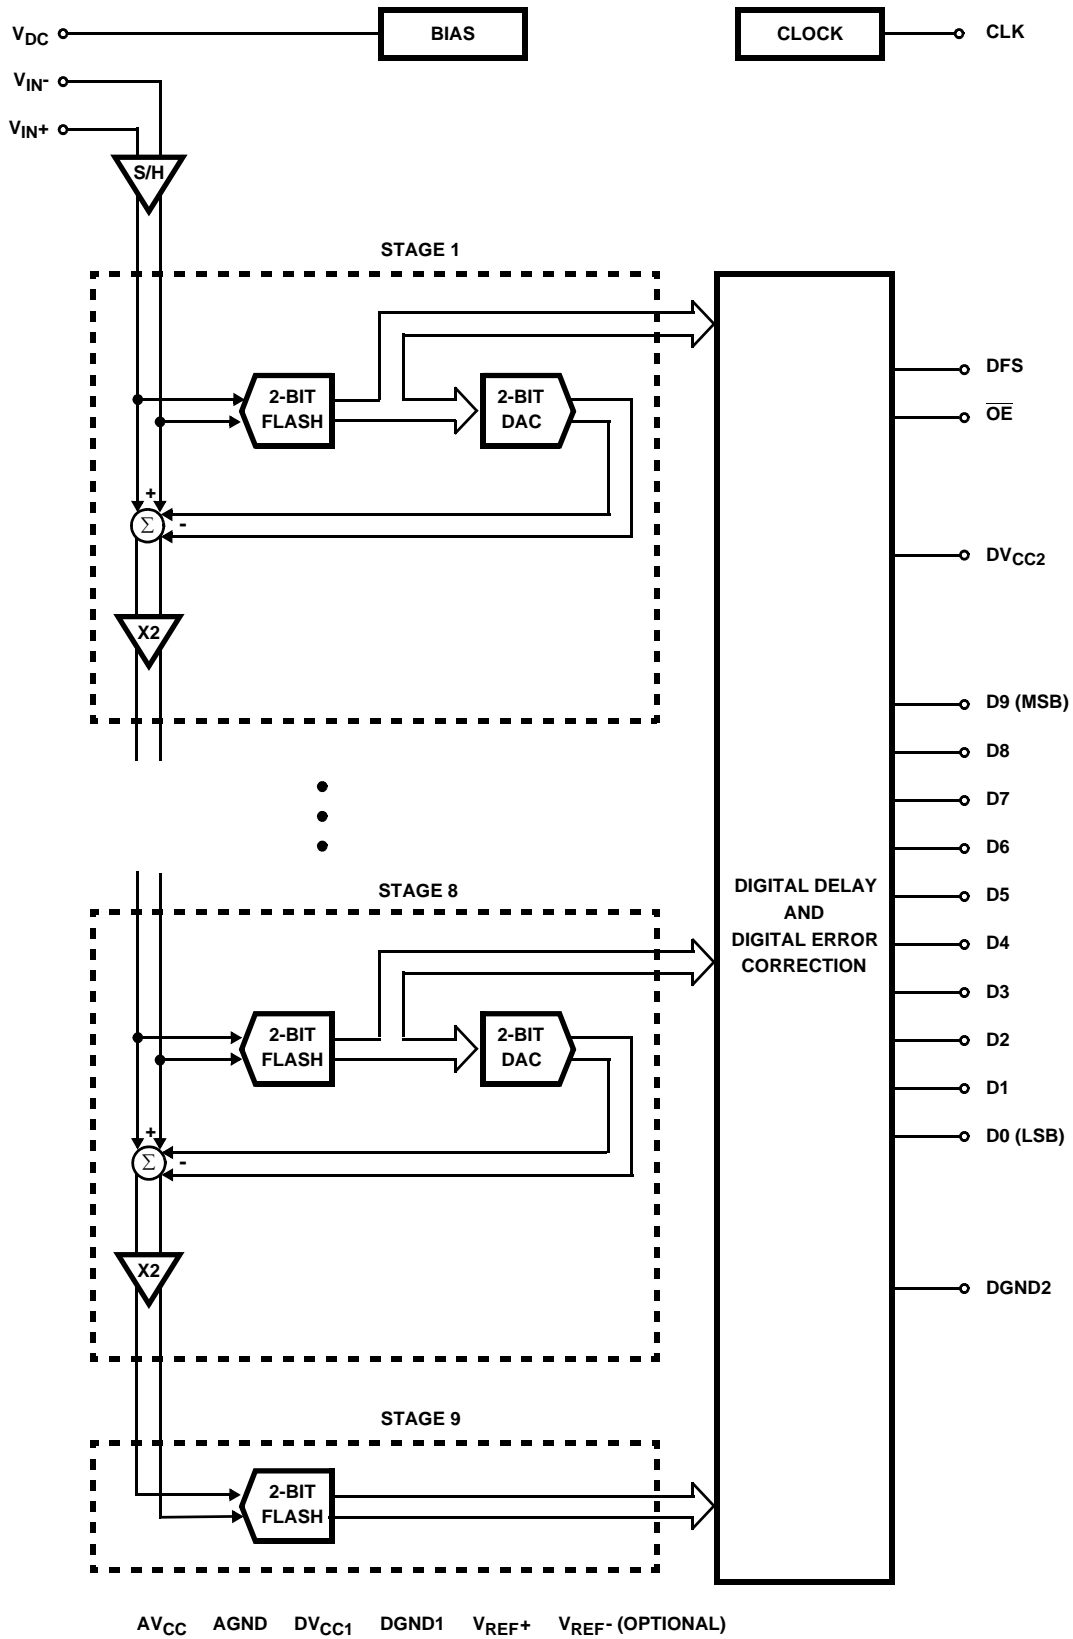 VDC BIAS CLOCK CLK
VIN-
VIN+
S/H
STAGE 1
2-BIT
FLASH
2-BIT
DAC
+
Σ
-
X2
STAGE 8
2-BIT
FLASH
2-BIT
DAC
+
Σ
-
X2
STAGE 9
2-BIT
FLASH
DIGITAL DELAY
AND
DIGITAL ERROR
CORRECTION
DFS
OE
DVCC2
D9 (MSB)
D8
D7
D6
D5
D4
D3
D2
D1
D0 (LSB)
DGND2
AVCC AGND DVCC1 DGND1 VREF+ VREF- (OPTIONAL)